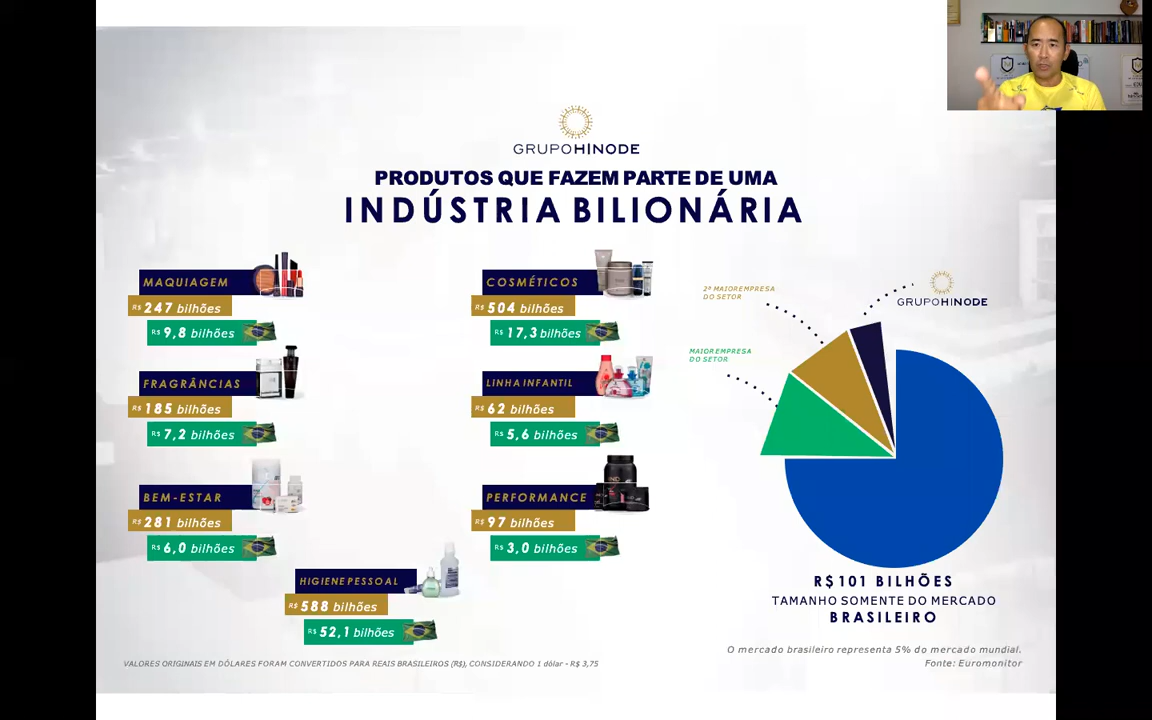 GRUPOHINODE
PRODUTOS QUE FAZEM PARTE DE UMA
INDÚSTRIA BILIONÁRIA
MAQUIAGEM
R$ 247 bilhões
R$ 9,8 bilhões
FRAGRÂNCIAS
R$ 185 bilhões
R$ 7,2 bilhões
BEM-ESTAR
R$ 281 bilhões
R$ 6,0 bilhões
COSMÉTICOS
R$ 504 bilhões
R$ 17,3 bilhões
LINHA INFANTIL
R$ 62 bilhões
R$ 5,6 bilhões
PERFORMANCE
R$ 97 bilhões
R$ 3,0 bilhões
HIGIENE PESSOAL
R$ 588 bilhões
R$ 52,1 bilhões
VALORES ORIGINAIS EM DÓLARES FORAM CONVERTIDOS PARA REAIS BRASILEIROS (R$), CONSIDERANDO 1 dólar - R$ 3,75
GRUPOHINODE
2ª MAIOR EMPRESA
DO SETOR
MAIOR EMPRESA
DO SETOR
R$101 BILHÕES
TAMANHO SOMENTE DO MERCADO
BRASILEIRO
O mercado brasileiro representa 5% do mercado mundial.
Fonte: Euromonitor